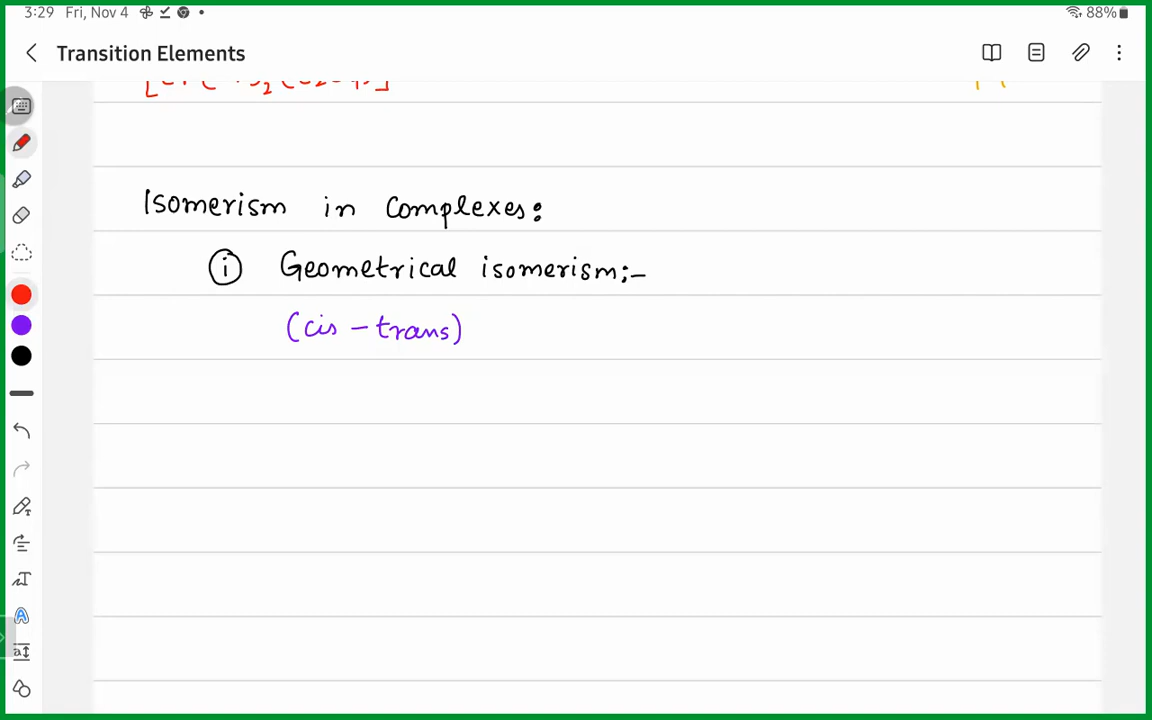 3:29 Fri, Nov 4 88%
Transition Elements
Isomerism in Complexes:
i Geometrical isomerism:-
(cis - trans)